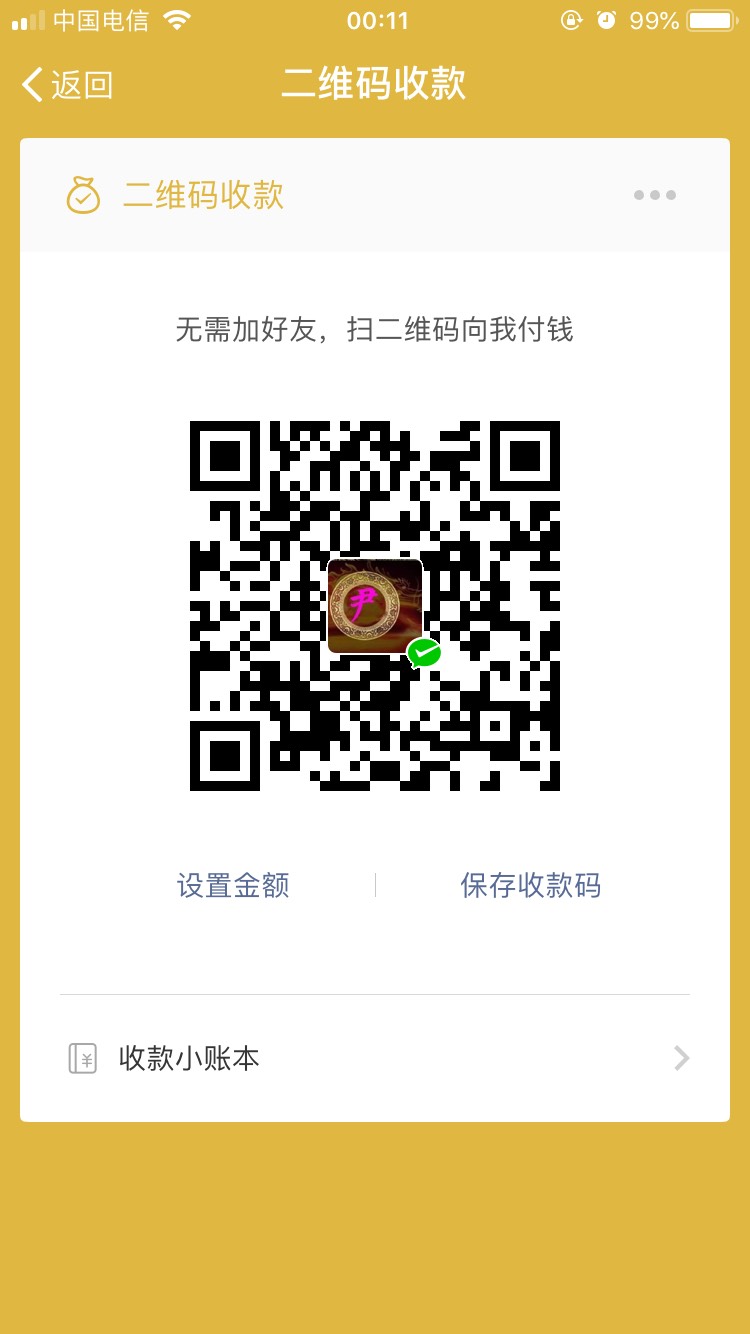 中国电信 00:11 99%
返回 二维码收款
二维码收款
无需加好友，扫二维码向我付钱
尹
设置金额 保存收款码
收款小账本